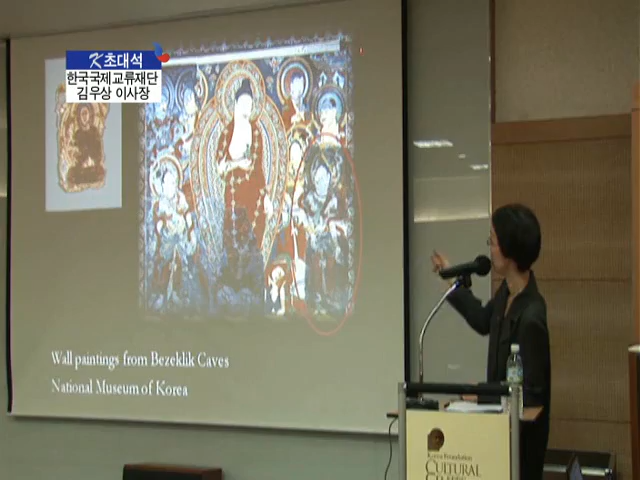 K초대석
한국국제교류재단
김우상 이사장
Wall paintings from Bezeklik Caves
National Museum of Korea
Korea Foundation
CULTURAL